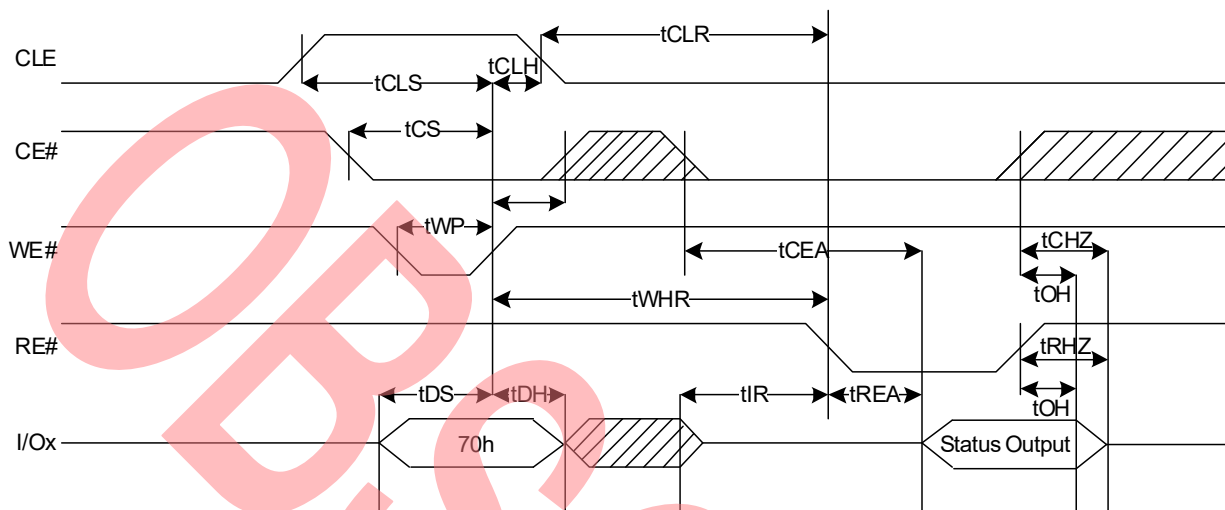 CLE
tCLR
tCLH
tCLS
CE#
tCS
WE#
tWP
tCEA
tCHZ
tOH
tWHR
RE#
tRHZ
tOH
tDS
tDH
tIR
tREA
I/Ox
70h
Status Output